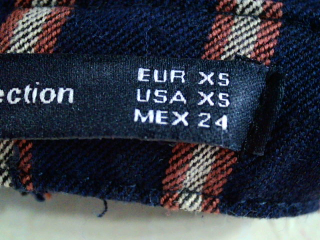 ection
EUR XS
USA XS
MEX 24